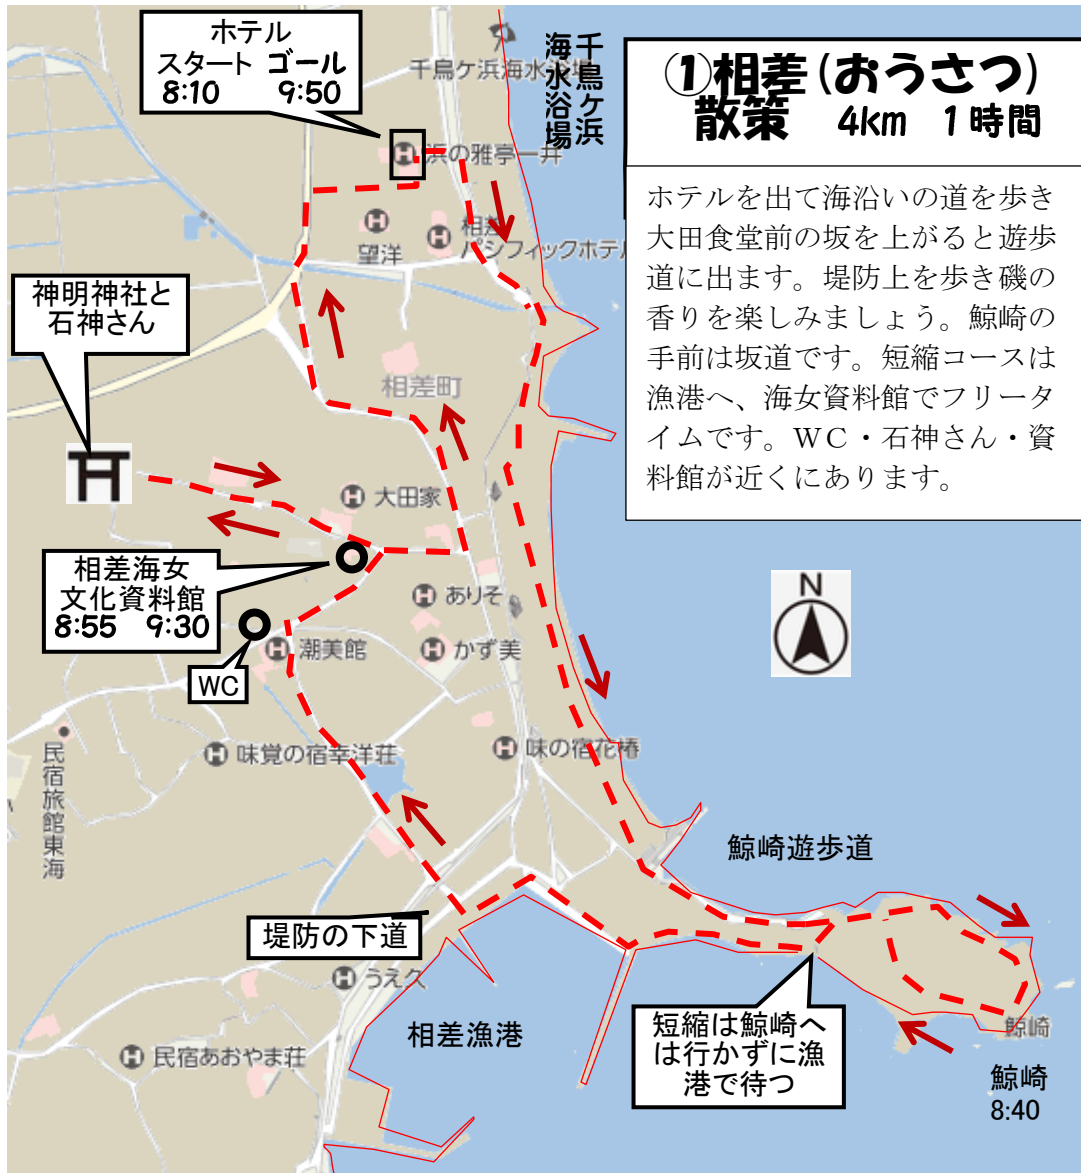 ホテル
スタート ゴール
8:10 9:50
千鳥ケ浜海水浴場
千鳥ヶ浜
海水浴場
①相差(おうさつ)
散策 4km 1時間
ホテルを出て海沿いの道を歩き
大田食堂前の坂を上がると遊歩
道に出ます。堤防上を歩き磯の
香りを楽しみましょう。鯨崎の
手前は坂道です。短縮コースは
漁港へ、海女資料館でフリータ
イムです。WC・石神さん・資
料館が近くにあります。
浜の雅亭一井
望洋
相差
パシフィックホテル
神明神社と
石神さん
相差町
大田家
相差海女
文化資料館
8:55 9:30
ありそ
かず美
潮美館
WC
N
味覚の宿幸洋荘
味の宿花椿
民宿旅館東海
鯨崎遊歩道
堤防の下道
うえ久
相差漁港
民宿あおやま荘
短縮は鯨崎へ
は行かずに漁
港で待つ
鯨崎
鯨崎
8:40